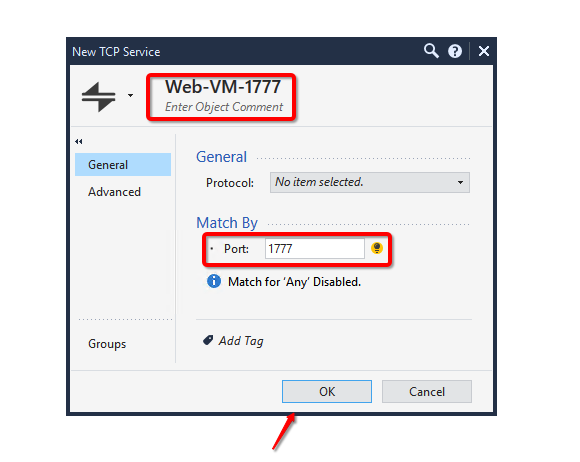 New TCP Service
Web-VM-1777
Enter Object Comment
General
Advanced
Groups
General
Protocol: No item selected.
Match By
Port: 1777
Match for 'Any' Disabled.
Add Tag
OK Cancel